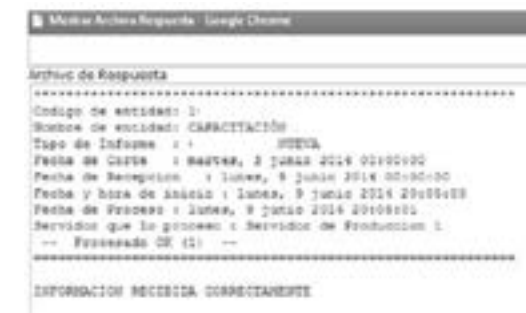 Mostrar Archivo Respuesta - Google Chrome
Archivo de Respuesta
************************************************************
Codigo de entidad: 1
Nombre de entidad: CAPACITACIÓN
Tipo de Informe : : NUEVA
Fecha de Corte : martes, 3 junio 2014 00:00:00
Fecha de Recepcion : lunes, 9 junio 2014 00:00:00
Fecha y hora de inicio : lunes, 9 junio 2014
Fecha de Proceso : lunes, 9 junio 2014
Servidor que lo proceso : Servidor de Produccion 1
-- Procesado OK (1) --
************************************************************
INFORMACION RECIBIDA CORRECTAMENTE